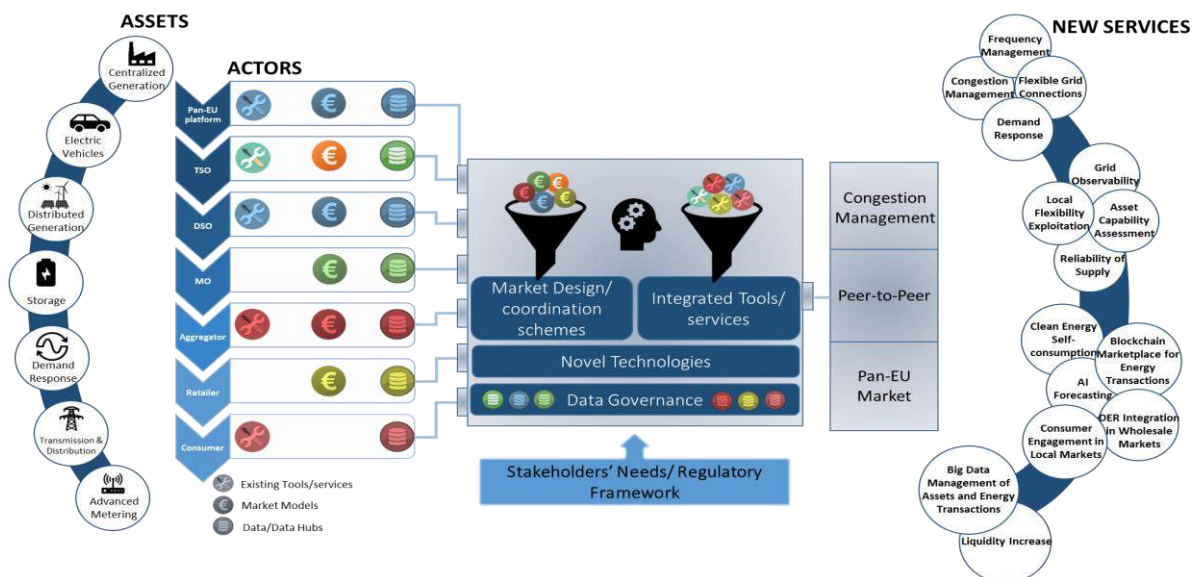 ASSETS
Centralized
Generation
Electric
Vehicles
Distributed
Generation
Storage
Demand
Response
Transmission &
Distribution
Advanced
Metering
ACTORS
Pan-EU
platform
TSO
DSO
MO
Aggregator
Retailer
Consumer
€
€
€
€
€
€
Existing Tools/services
€
Market Models
Data/Data Hubs
€
€
€
€
€
Market Design/
coordination
schemes
Integrated Tools/
services
Novel Technologies
Data Governance
Stakeholders' Needs/ Regulatory
Framework
Congestion
Management
Peer-to-Peer
Pan-EU
Market
NEW SERVICES
Frequency
Management
Congestion
Management
Flexible Grid
Connections
Demand
Response
Grid
Observability
Local
Flexibility
Exploitation
Asset
Capability
Assessment
Reliability of
Supply
Clean Energy
Self-
consumption
Blockchain
Marketplace for
Energy
Transactions
AI
Forecasting
DER Integration
in Wholesale
Markets
Consumer
Engagement in
Local Markets
Big Data
Management of
Assets and Energy
Transactions
Liquidity Increase